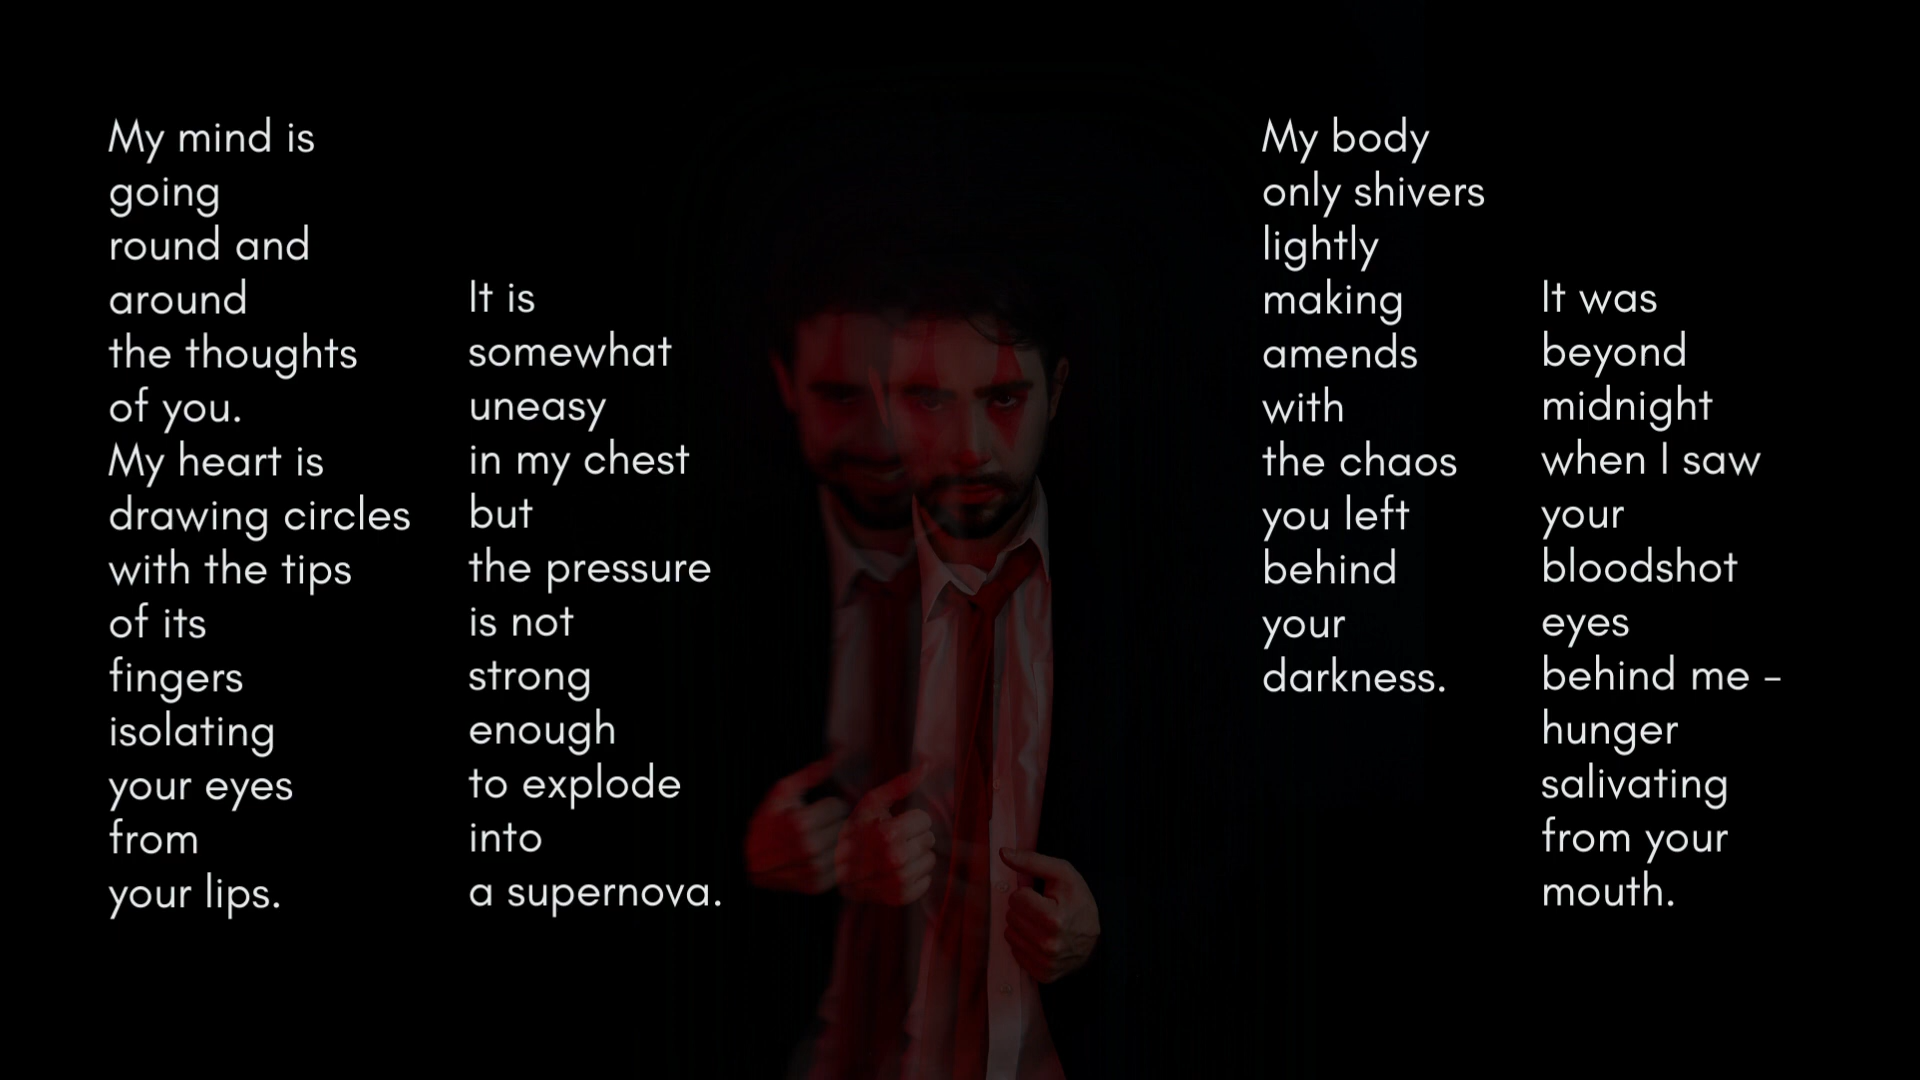 My mind is
going
round and
around
the thoughts
of you.
My heart is
drawing circles
with the tips
of its
fingers
isolating
your eyes
from
your lips.
It is
somewhat
uneasy
in my chest
but
the pressure
is not
strong
enough
to explode
into
a supernova.
My body
only shivers
lightly
making
amends
with
the chaos
you left
behind
your
darkness.
It was
beyond
midnight
when I saw
your
bloodshot
eyes
behind me -
hunger
salivating
from your
mouth.